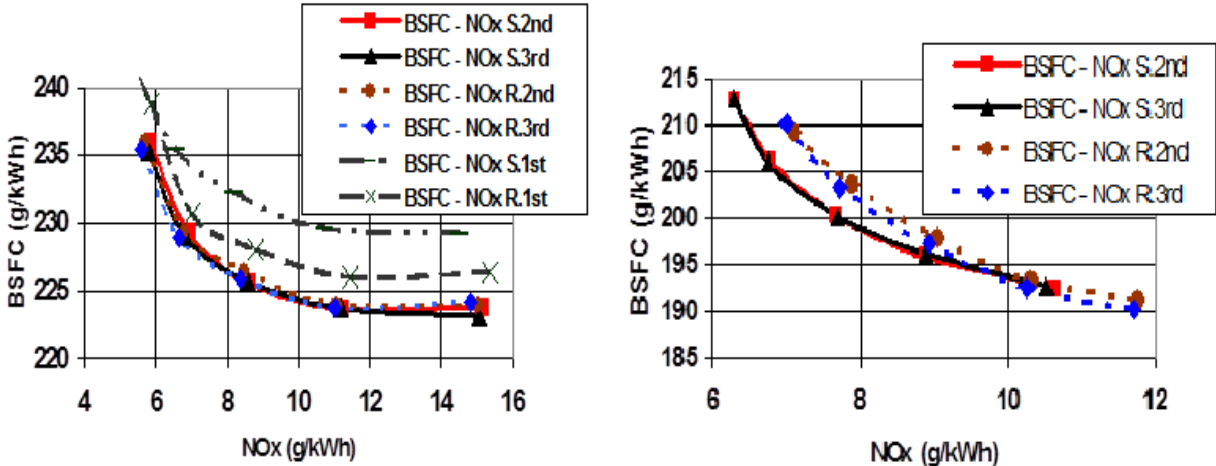 BSFC - NOx S.2nd
BSFC - NOx S.3rd
BSFC - NOx R.2nd
BSFC - NOx R.3rd
BSFC - NOx S.1st
BSFC - NOx R.1st
240
235
230
225
220
BSFC (g/kWh)
4 6 8 10 12 14 16
NOx (g/kWh)
BSFC - NOx S.2nd
BSFC - NOx S.3rd
BSFC - NOx R.2nd
BSFC - NOx R.3rd
215
210
205
200
195
190
185
BSFC (g/kWh)
6 8 10 12
NOx (g/kWh)